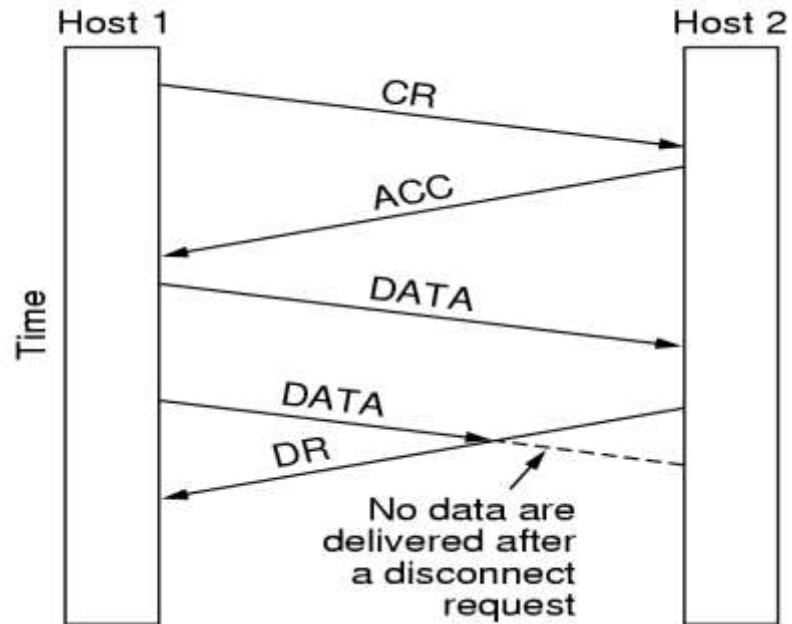 Host 1
Host 2
CR
ACC
DATA
Time
DATA
DR
No data are
delivered after
a disconnect
request